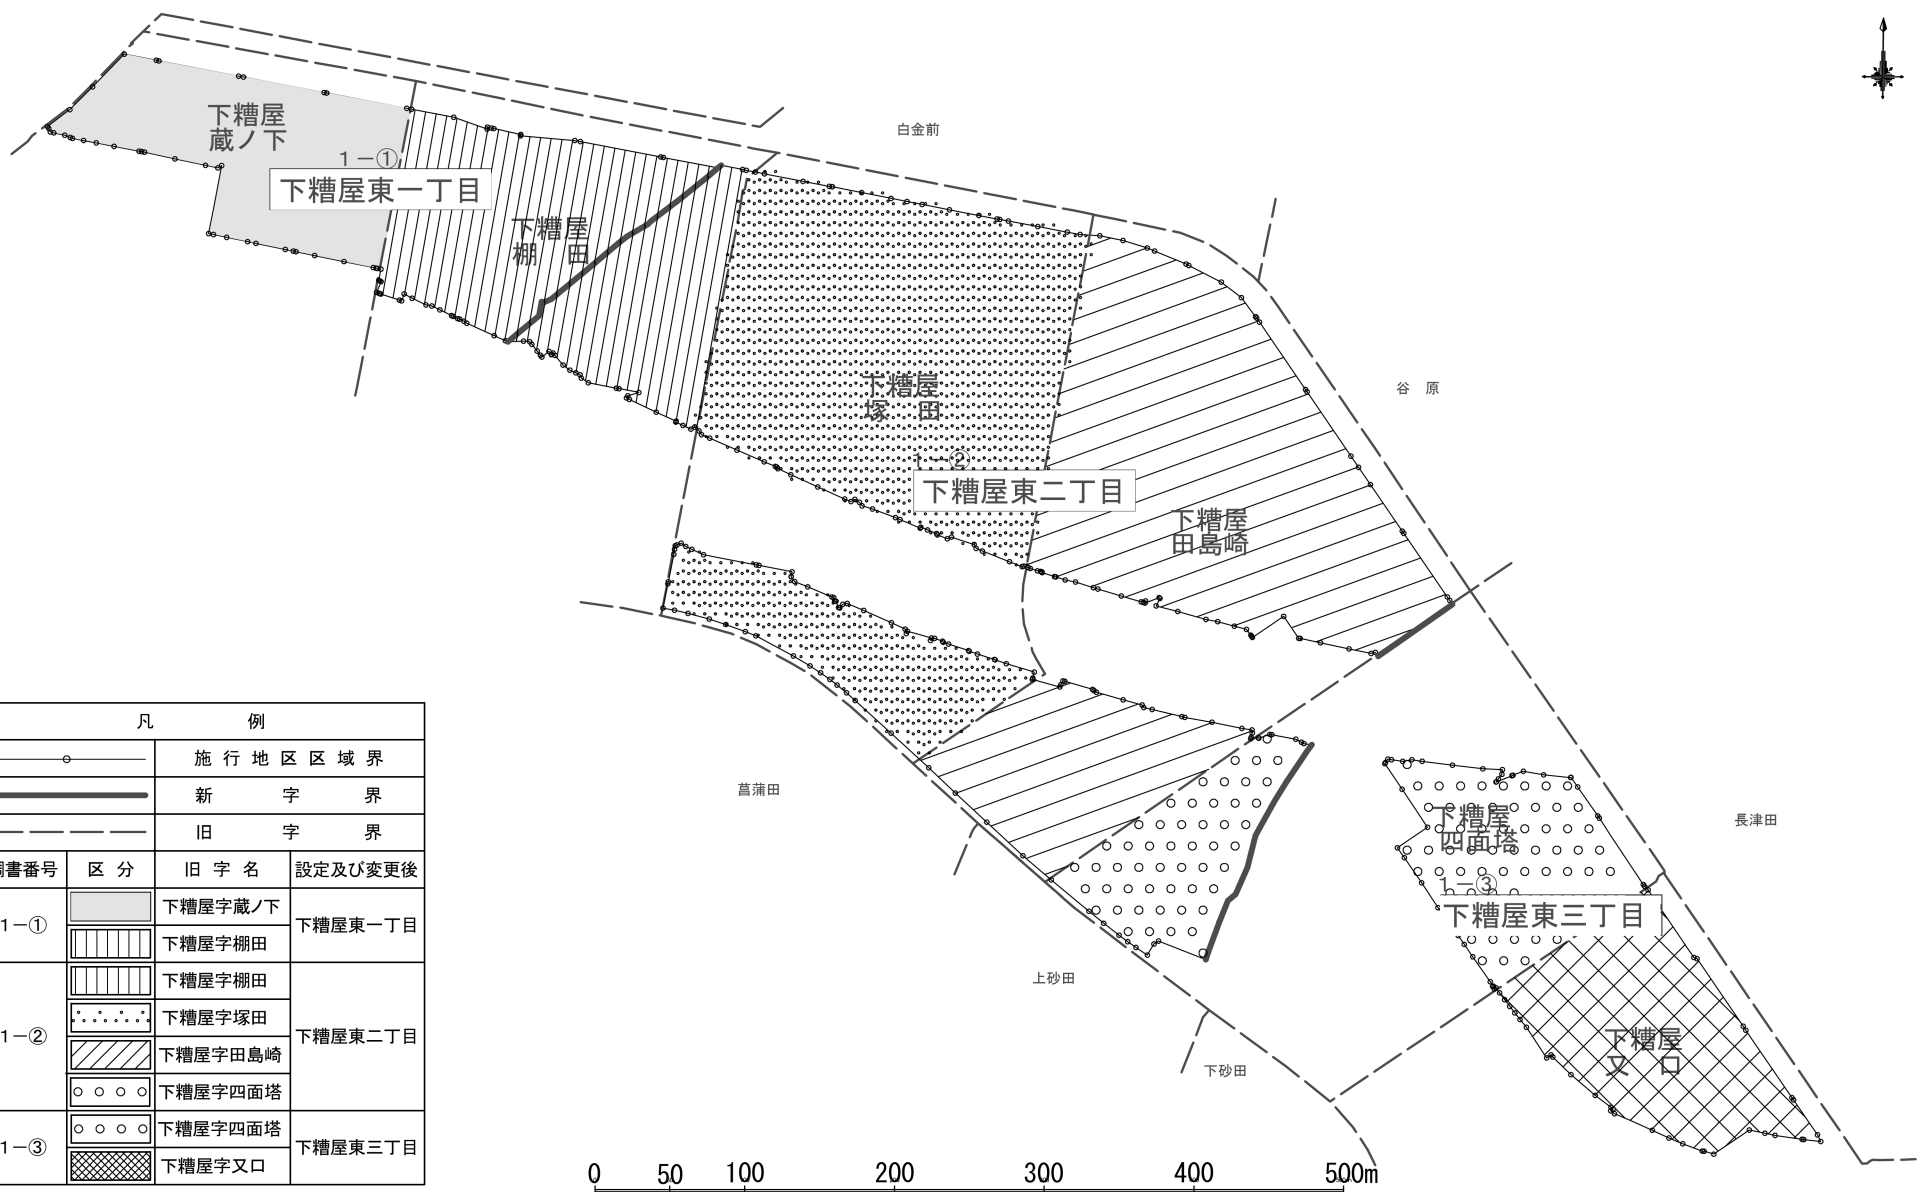 白金前
下糟屋
蔵ノ下
1－①
下糟屋東一丁目
下糟屋
棚　田
谷　原
下糟屋
塚　田
1－②
下糟屋東二丁目
下糟屋
田島崎
菖蒲田
長津田
下糟屋
四面塔
1－③
下糟屋東三丁目
上砂田
下糟屋
又　口
下砂田
凡　例
施行地区区域界
新　字　界
旧　字　界
調書番号　区分　旧字名　設定及び変更後
1－①　下糟屋字蔵ノ下　下糟屋東一丁目
下糟屋字棚田
1－②　下糟屋字棚田　下糟屋東二丁目
下糟屋字塚田
下糟屋字田島崎
下糟屋字四面塔
1－③　下糟屋字四面塔　下糟屋東三丁目
下糟屋字又口
0 50 100 200 300 400 500m